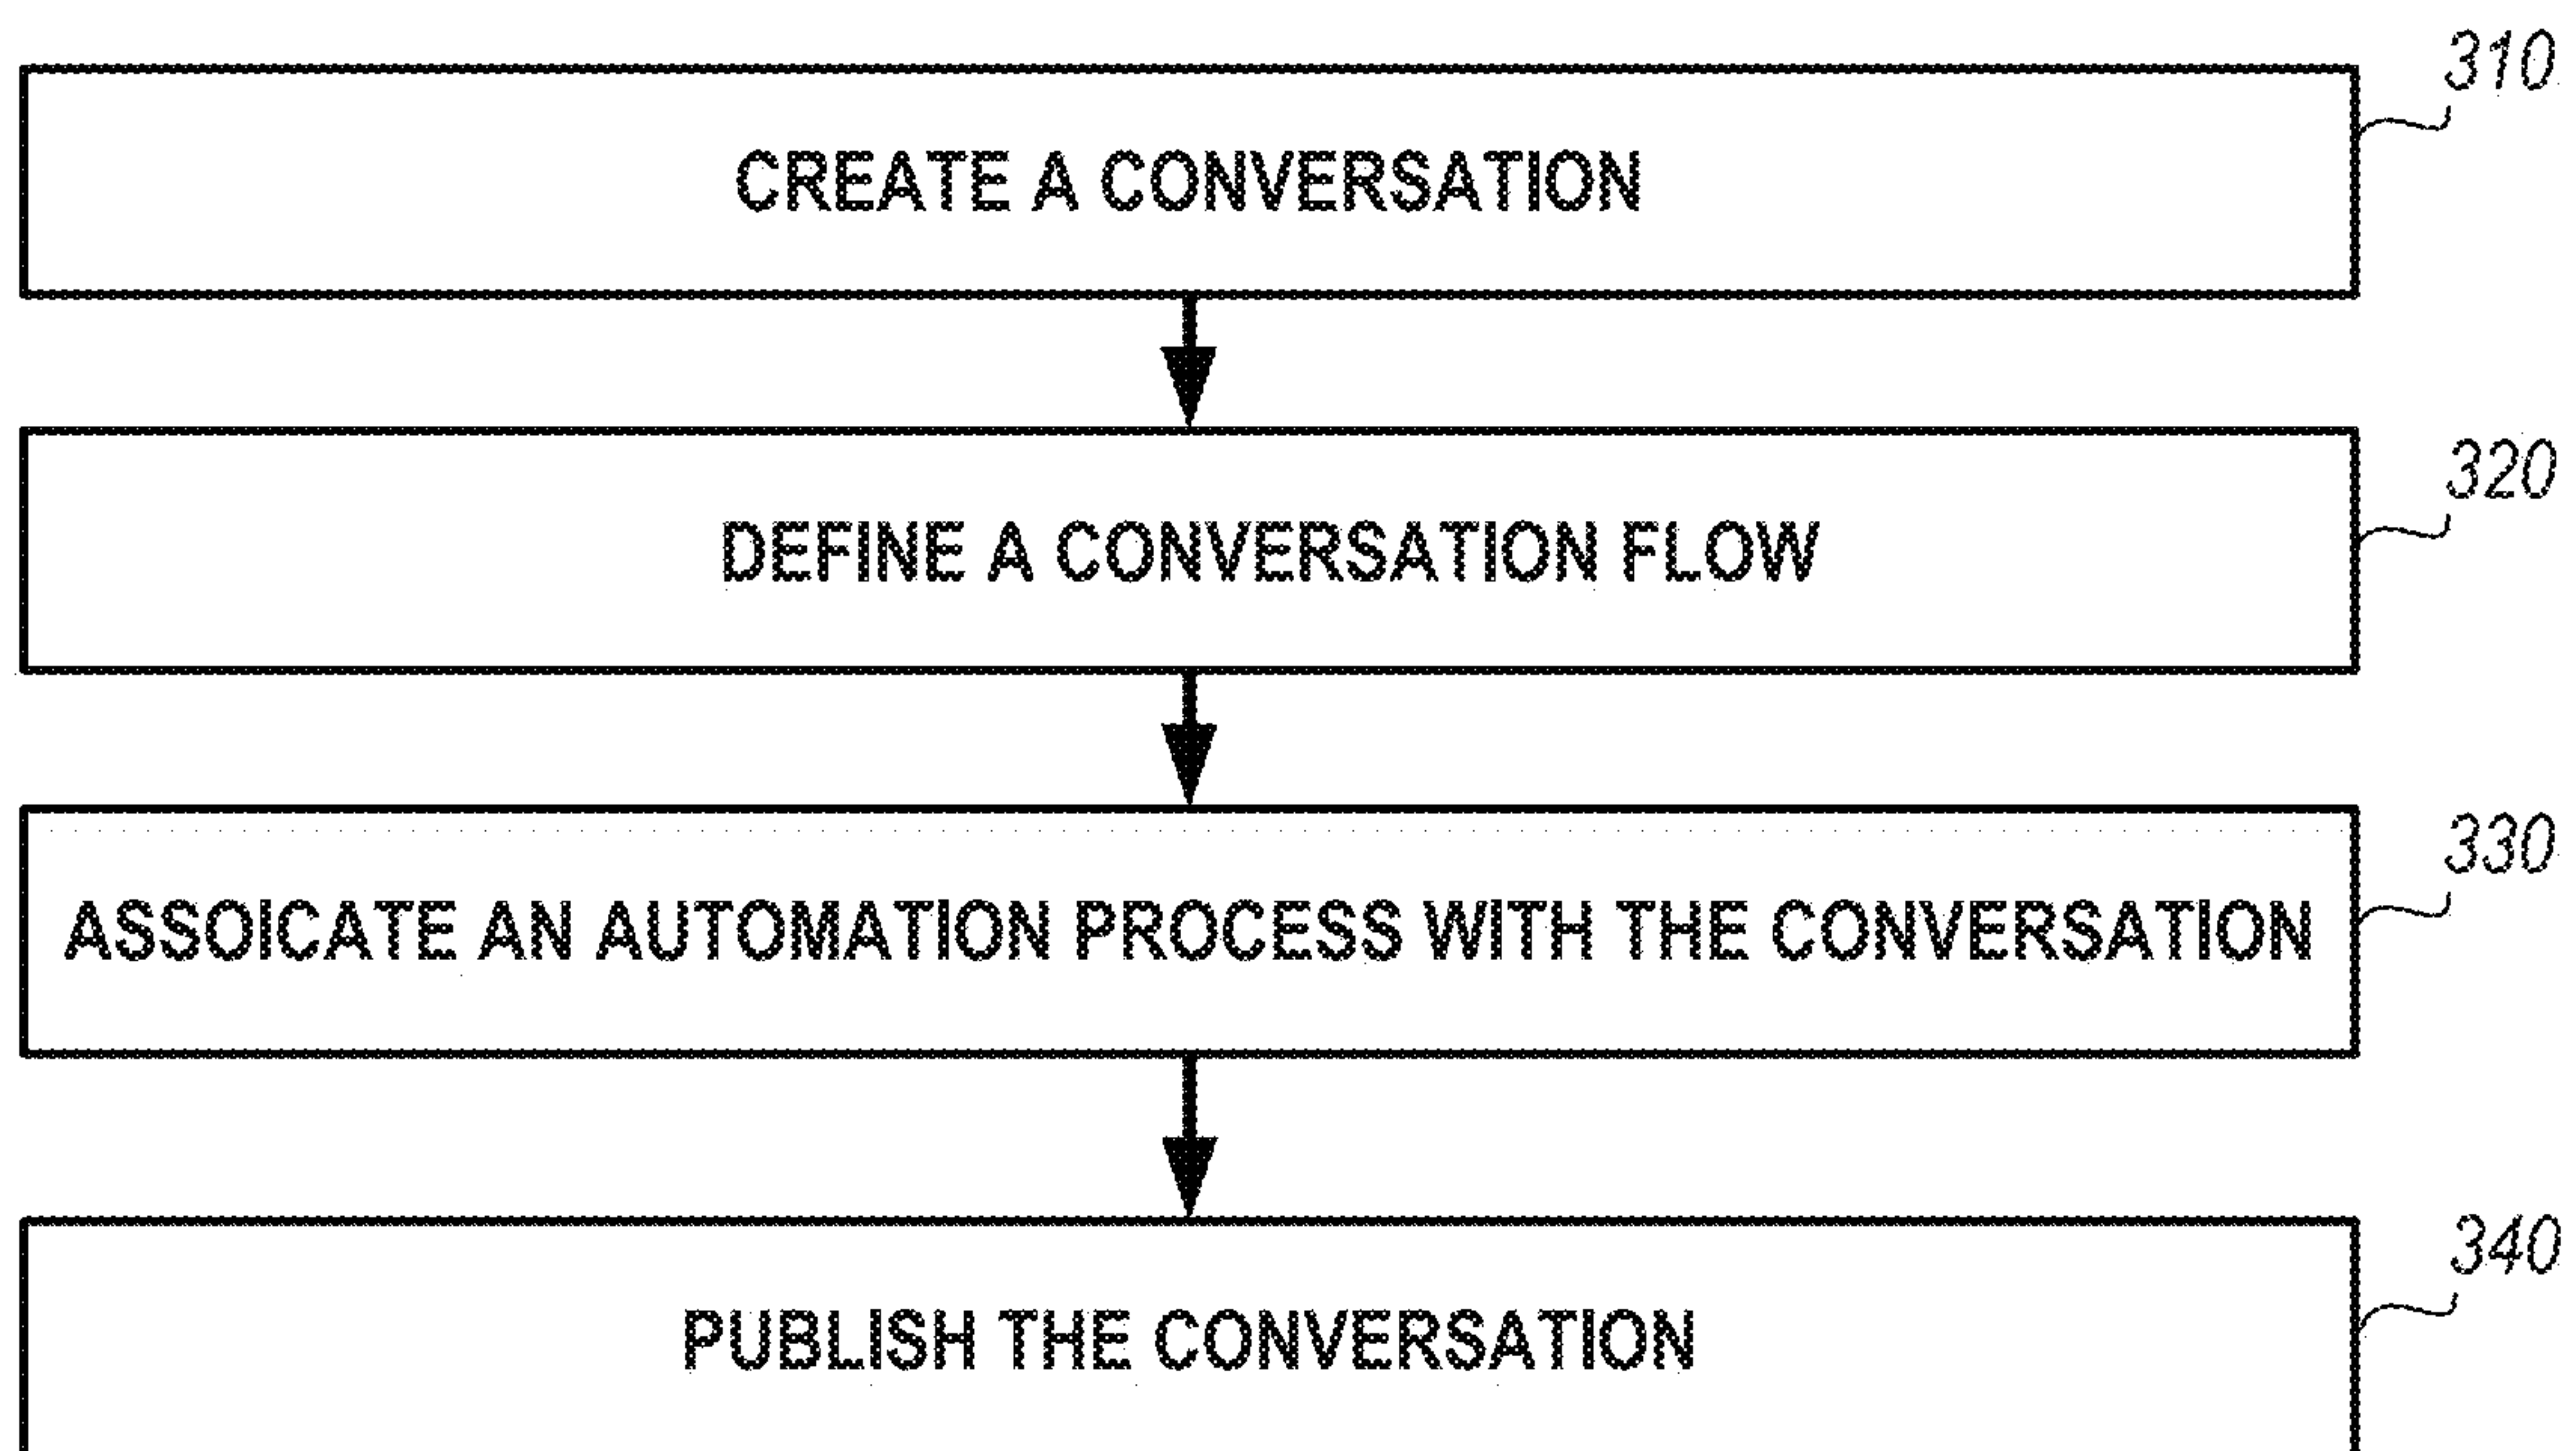 310
CREATE A CONVERSATION
320
DEFINE A CONVERSATION FLOW
330
ASSOICATE AN AUTOMATION PROCESS WITH THE CONVERSATION
340
PUBLISH THE CONVERSATION